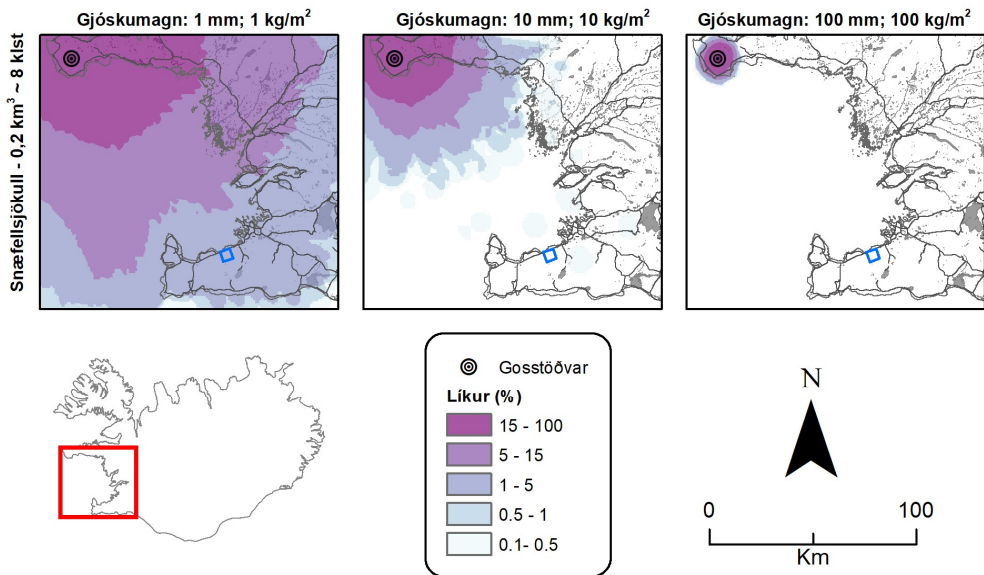 Gjóskumagn: 1 mm; 1 kg/m²
Gjóskumagn: 10 mm; 10 kg/m²
Gjóskumagn: 100 mm; 100 kg/m²
Snæfellsjökull - 0,2 km³ ~ 8 klst
Gosstöðvar
Líkur (%)
15 - 100
5 - 15
1 - 5
0.5 - 1
0.1- 0.5
N
0 100
Km